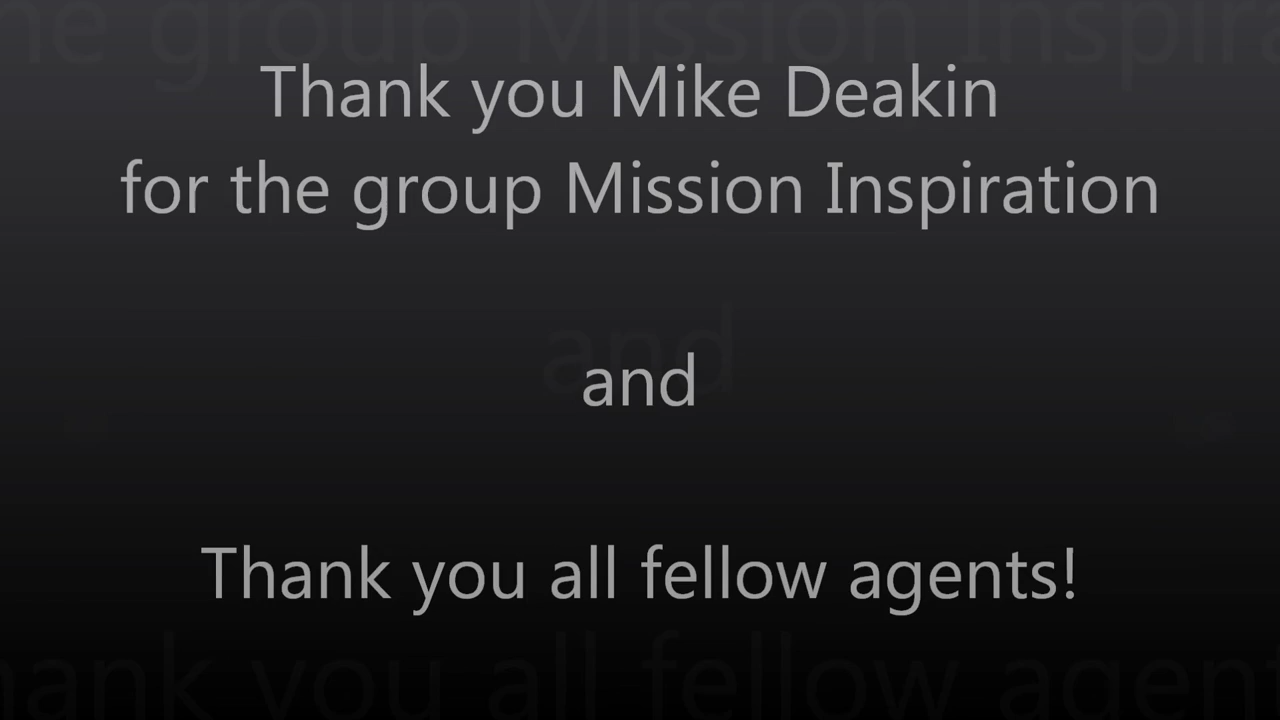 Thank you Mike Deakin
for the group Mission Inspiration
and
Thank you all fellow agents!